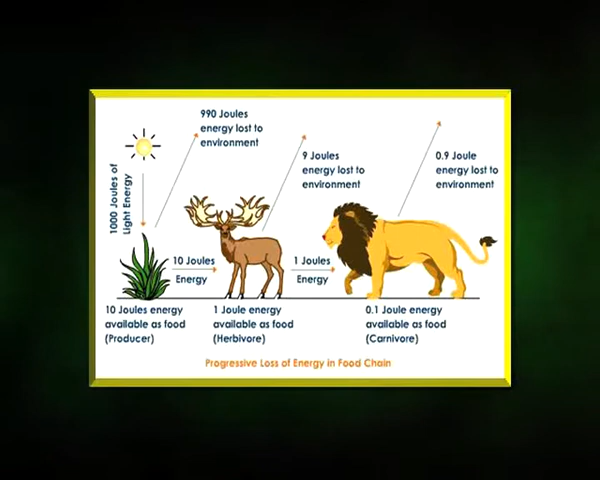 990 Joules
energy lost to
environment
9 Joules
energy lost to
environment
0.9 Joule
energy lost to
environment
1000 Joules of
Light Energy
10 Joules
Energy
1 Joules
Energy
10 Joules energy
available as food
(Producer)
1 Joule energy
available as food
(Herbivore)
0.1 Joule energy
available as food
(Carnivore)
Progressive Loss of Energy in Food Chain